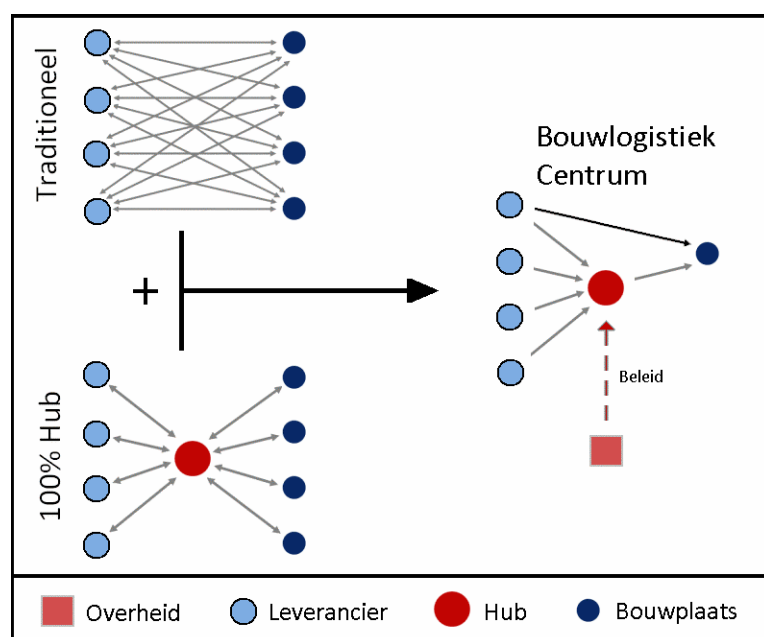 Traditioneel
+
100% Hub
Bouwlogistiek
Centrum
Beleid
Overheid
Leverancier
Hub
Bouwplaats